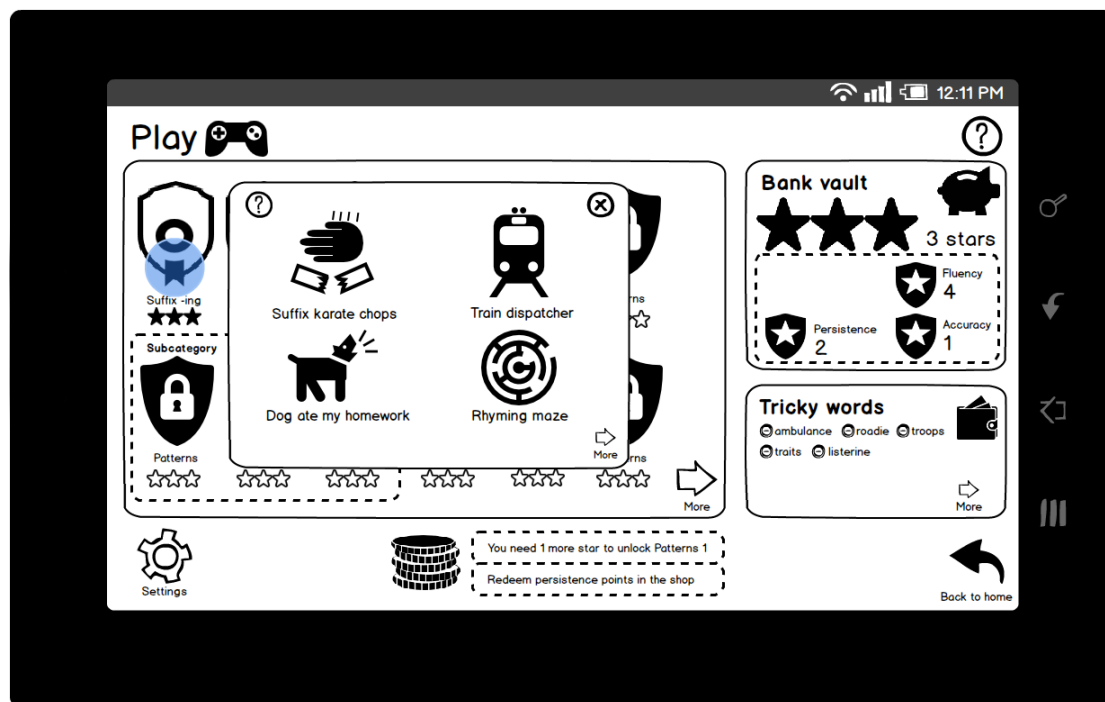 12:11 PM
Play
?
Suffix -ing
Subcategory
Patterns
?
Suffix karate chops
Train dispatcher
Dog ate my homework
Rhyming maze
More
rns
rns
More
Bank vault
3 stars
Fluency
4
Persistence
2
Accuracy
1
Tricky words
ambulance roadie troops
traits listerine
More
Settings
You need 1 more star to unlock Patterns 1
Redeem persistence points in the shop
Back to home